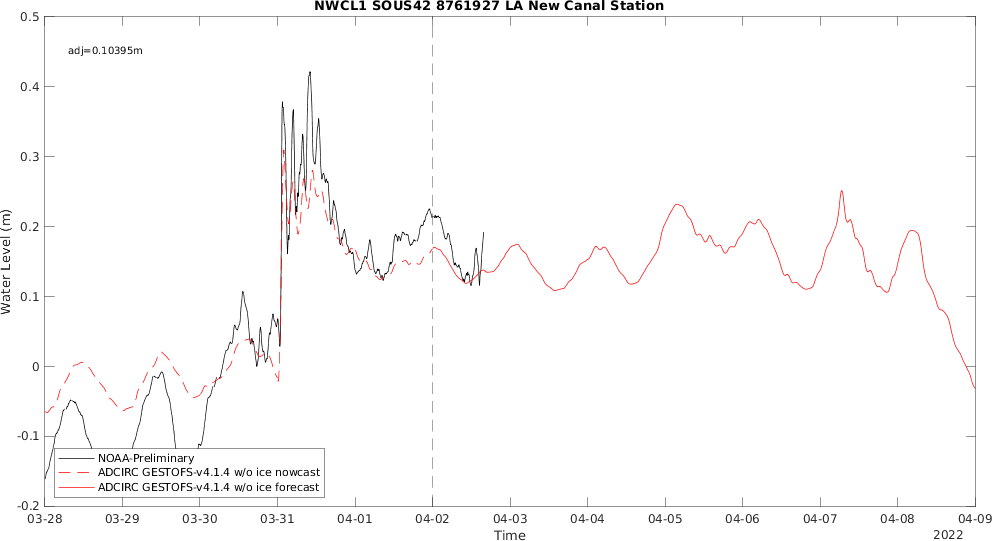 NWCL1 SOUS42 8761927 LA New Canal Station
adj=0.10395m
0.5
0.4
0.3
0.2
0.1
0
-0.1
-0.2
Water Level (m)
NOAA-Preliminary
ADCIRC GESTOFS-v4.1.4 w/o ice nowcast
ADCIRC GESTOFS-v4.1.4 w/o ice forecast
03-28 03-29 03-30 03-31 04-01 04-02 04-03 04-04 04-05 04-06 04-07 04-08 04-09
Time
2022